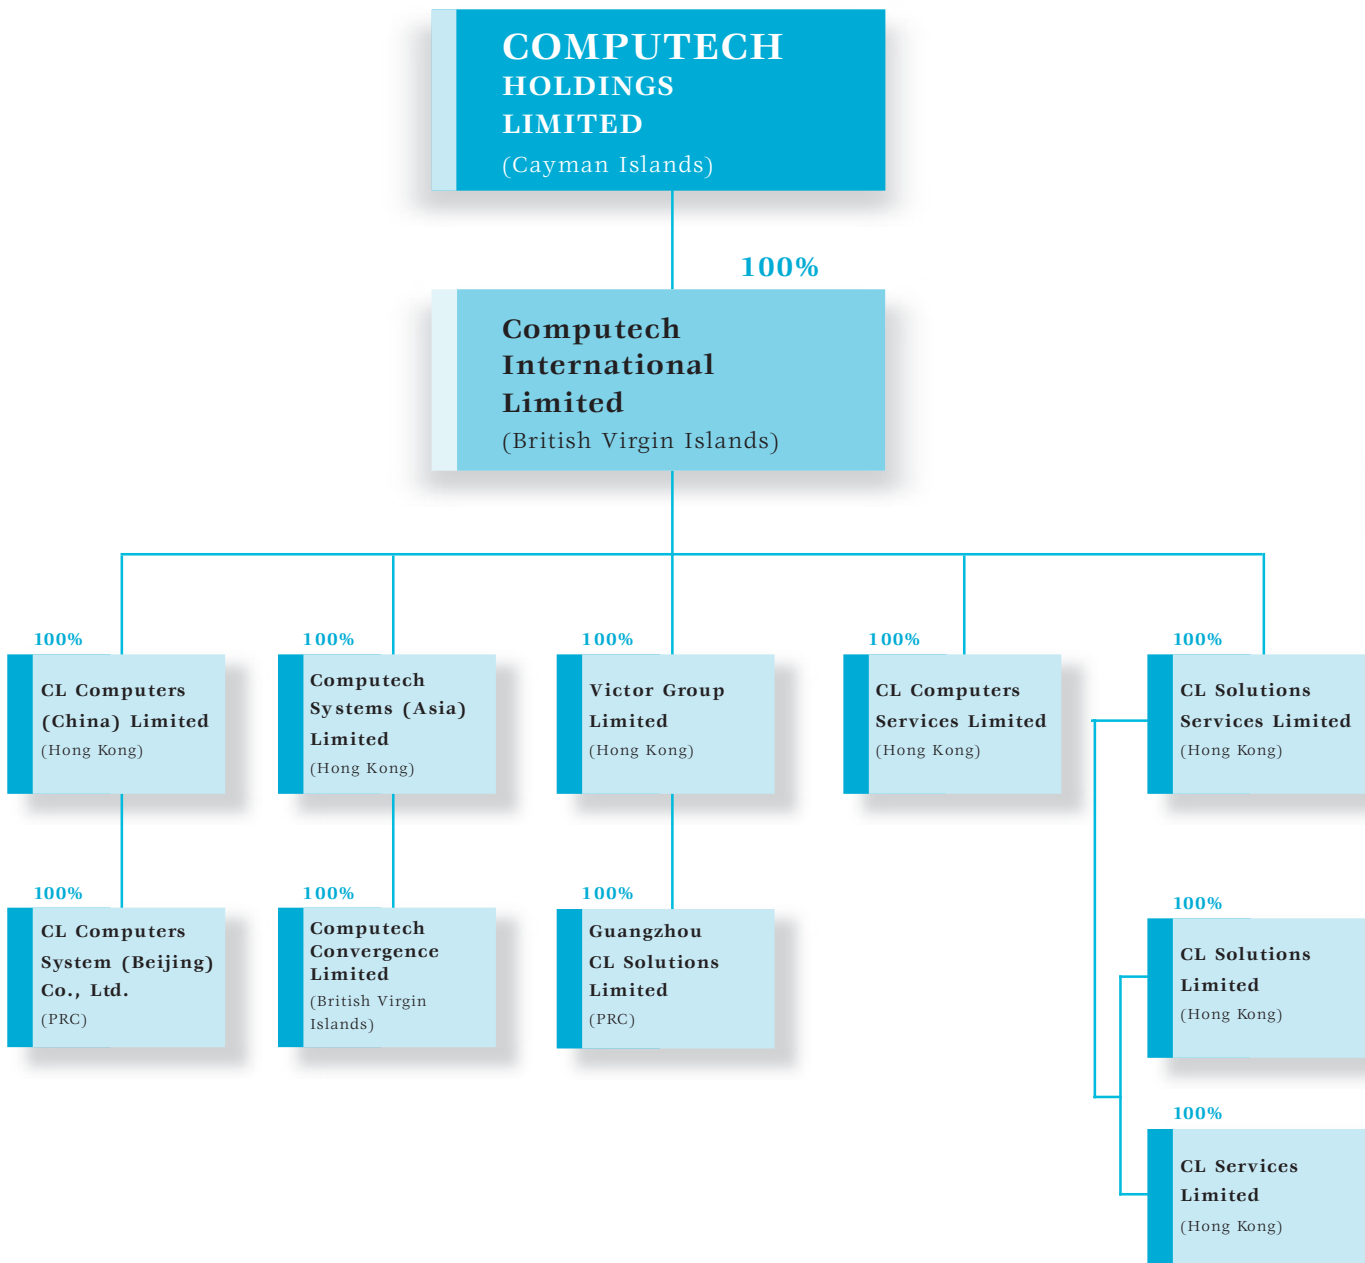 COMPUTECH
HOLDINGS
LIMITED
(Cayman Islands)
100%
Computech
International
Limited
(British Virgin Islands)
100%
CL Computers
(China) Limited
(Hong Kong)
100%
Computech
Systems (Asia)
Limited
(Hong Kong)
100%
Victor Group
Limited
(Hong Kong)
100%
CL Computers
Services Limited
(Hong Kong)
100%
CL Solutions
Services Limited
(Hong Kong)
100%
CL Computers
System (Beijing)
Co., Ltd.
(PRC)
100%
Computech
Convergence
Limited
(British Virgin
Islands)
100%
Guangzhou
CL Solutions
Limited
(PRC)
100%
CL Solutions
Limited
(Hong Kong)
100%
CL Services
Limited
(Hong Kong)